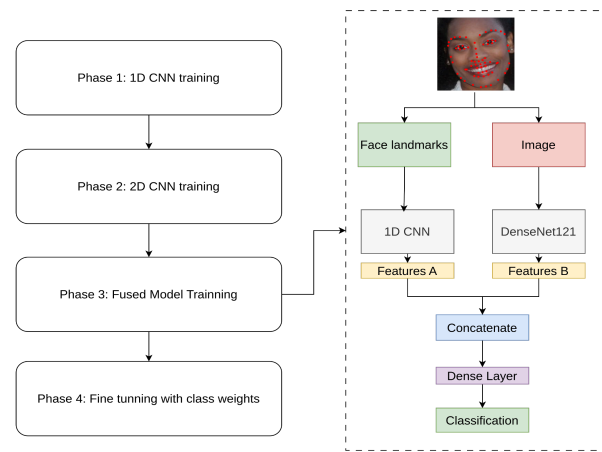 Phase 1: 1D CNN training
Phase 2: 2D CNN training
Phase 3: Fused Model Trainning
Phase 4: Fine tunning with class weights
Face landmarks
Image
1D CNN
DenseNet121
Features A
Features B
Concatenate
Dense Layer
Classification